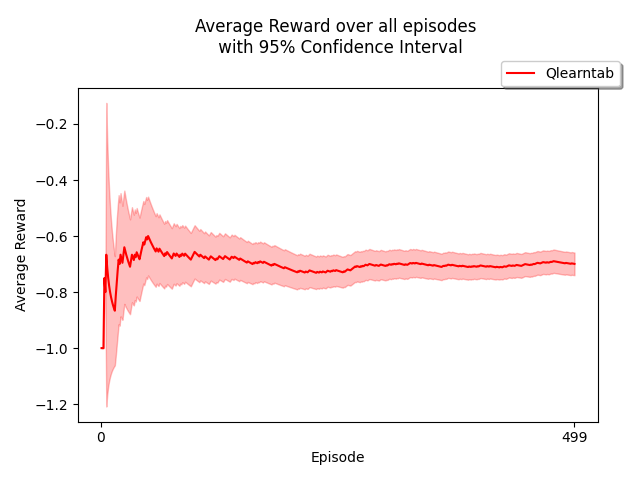 Average Reward over all episodes
with 95% Confidence Interval
Qlearntab
−0.2
−0.4
−0.6
−0.8
−1.0
−1.2
Average Reward
0
499
Episode